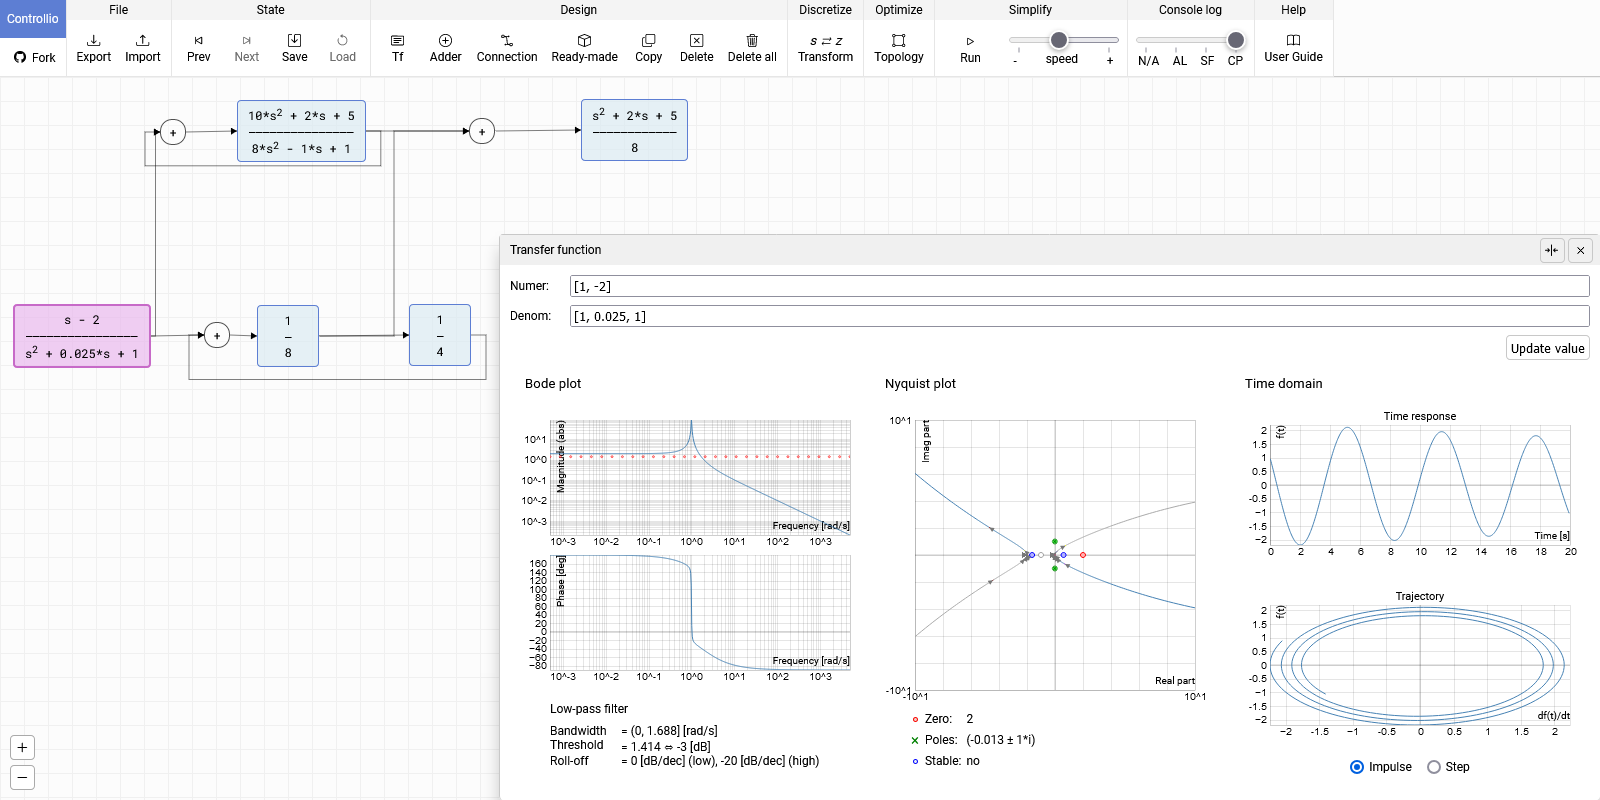 Controllio
File
State
Design
Discretize
Optimize
Simplify
Console log
Help
Fork
Export
Import
Prev
Next
Save
Load
Tf
Adder
Connection
Ready-made
Copy
Delete
Delete all
s ⇄ z
Transform
Topology
Run
- speed +
N/A AL SF CP
User Guide
+
10*s² + 2*s + 5
8*s² - 1*s + 1
+
s² + 2*s + 5
8
s - 2
s² + 0.025*s + 1
+
1
8
1
4
Transfer function
Numer: [1, -2]
Denom: [1, 0.025, 1]
Update value
Bode plot
Magnitude (abs)
10^1
10^0
10^-1
10^-2
10^-3
Frequency [rad/s]
10^-3 10^-2 10^-1 10^0 10^1 10^2 10^3
Phase [deg]
160
140
120
100
80
60
40
20
0
−20
−40
−60
−80
Frequency [rad/s]
10^-3 10^-2 10^-1 10^0 10^1 10^2 10^3
Low-pass filter
Bandwidth = (0, 1.688] [rad/s]
Threshold = 1.414 ⇔ -3 [dB]
Roll-off = 0 [dB/dec] (low), -20 [dB/dec] (high)
Nyquist plot
10^1
Imag part
Real part
-10^1
-10^1 10^1
Zero: 2
Poles: (-0.013 ± 1*i)
Stable: no
Time domain
Time response
f(t)
2
1.5
1
0.5
0
−0.5
−1
−1.5
−2
Time [s]
0 2 4 6 8 10 12 14 16 18 20
Trajectory
f(t)
2
1.5
1
0.5
0
−0.5
−1
−1.5
−2
df(t)/dt
−2 −1.5 −1 −0.5 0 0.5 1 1.5 2
Impulse
Step
+
−